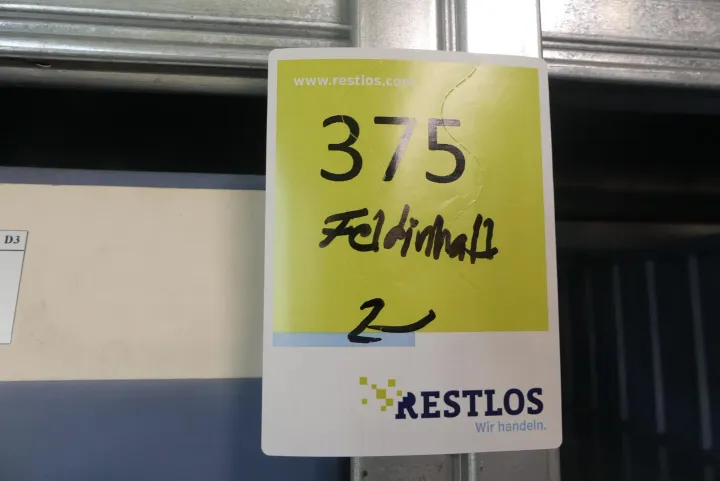 www.restlos.com
375
Feldinhalt
2
D3
RESTLOS
Wir handeln.